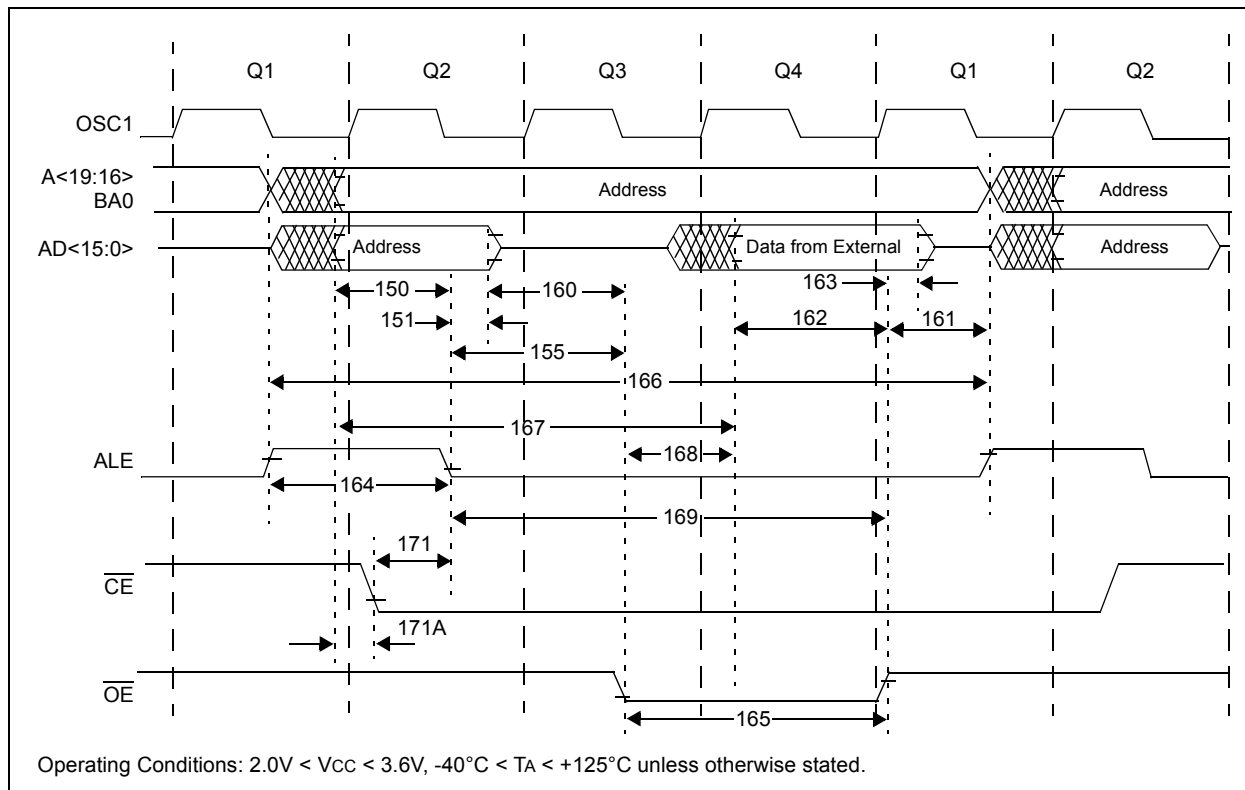 Q1 Q2 Q3 Q4 Q1 Q2
OSC1
A<19:16>
BA0
Address Address
AD<15:0>
Address Data from External Address
150 160 163
151 162 161
155
166
167
ALE
168
164
169
171
CE
171A
OE
165
Operating Conditions: 2.0V < VCC < 3.6V, -40°C < TA < +125°C unless otherwise stated.